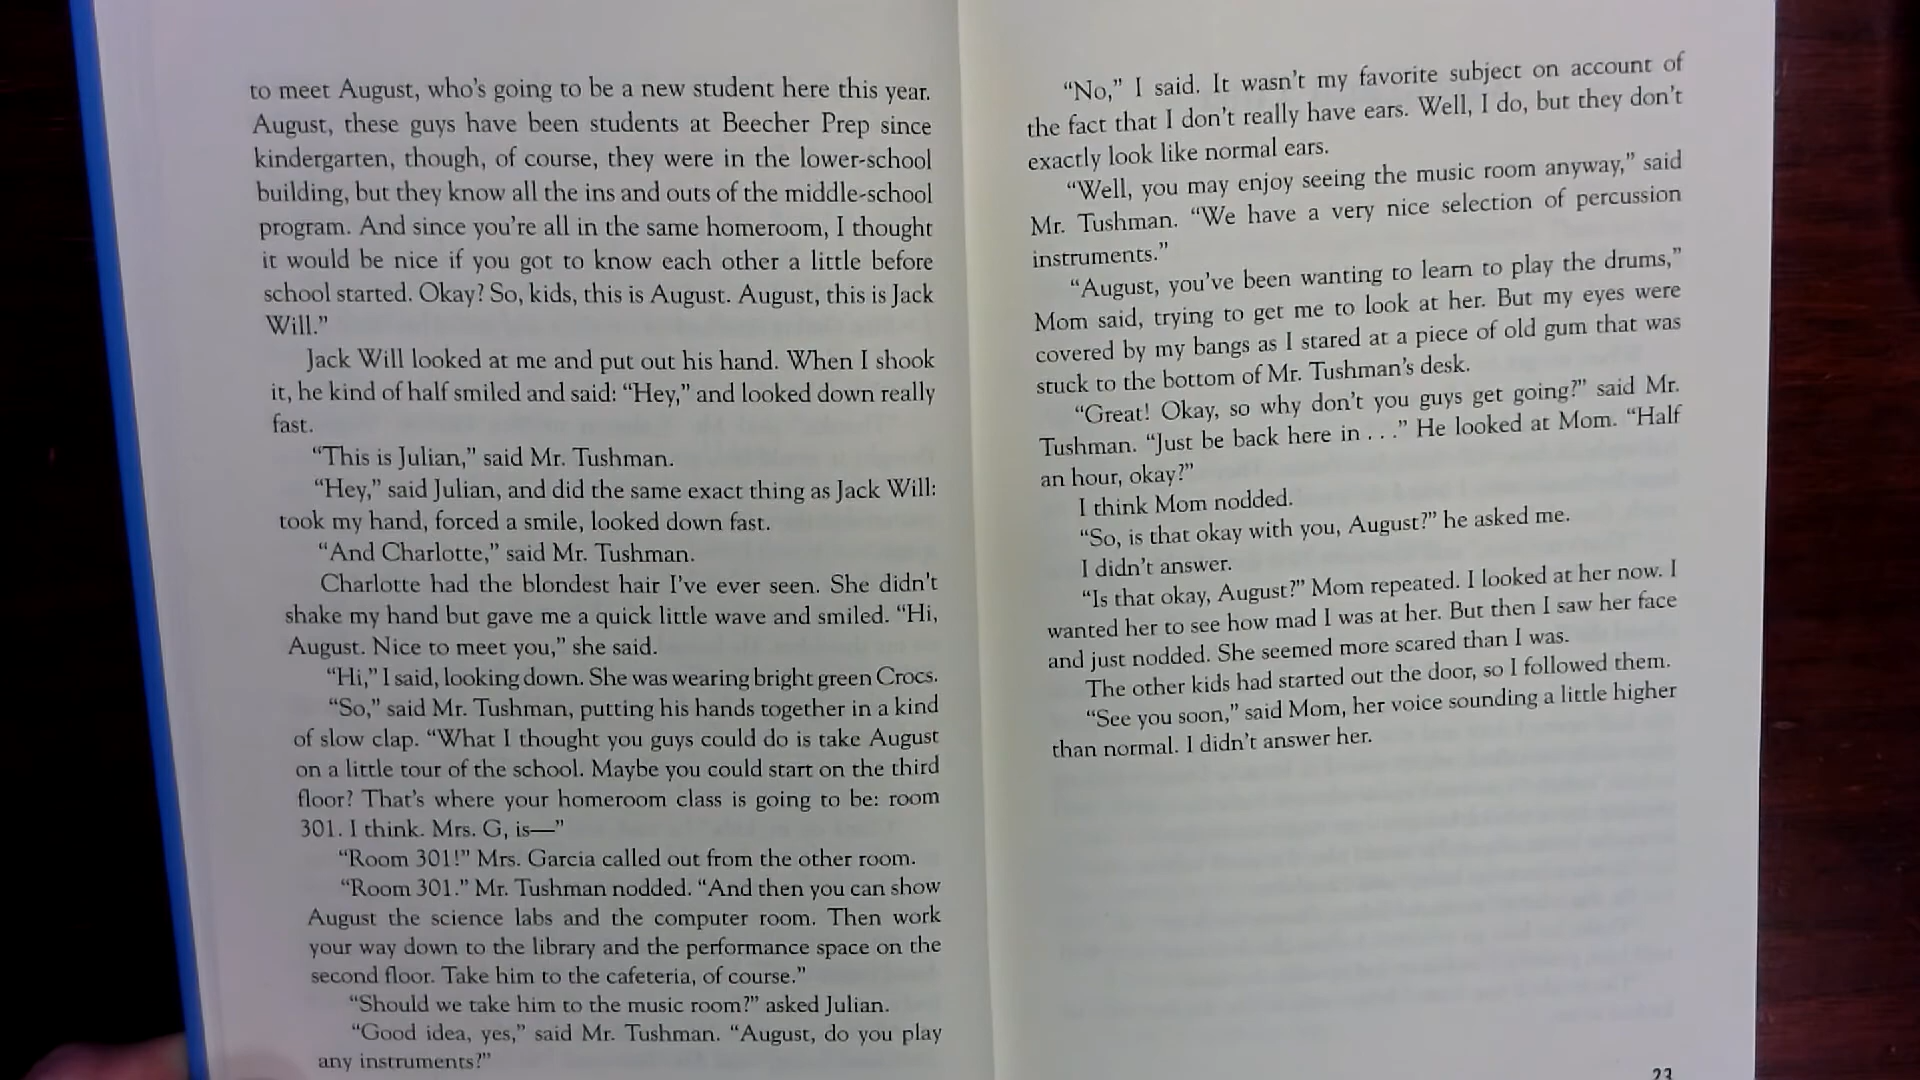 to meet August, who's going to be a new student here this year.
August, these guys have been students at Beecher Prep since
kindergarten, though, of course, they were in the lower-school
building, but they know all the ins and outs of the middle-school
program. And since you're all in the same homeroom, I thought
it would be nice if you got to know each other a little before
school started. Okay? So, kids, this is August. August, this is Jack
Will.”
Jack Will looked at me and put out his hand. When I shook
it, he kind of half smiled and said: “Hey,” and looked down really
fast.
“This is Julian,” said Mr. Tushman.
“Hey,” said Julian, and did the same exact thing as Jack Will:
took my hand, forced a smile, looked down fast.
“And Charlotte,” said Mr. Tushman.
Charlotte had the blondest hair I've ever seen. She didn't
shake my hand but gave me a quick little wave and smiled. “Hi,
August. Nice to meet you,” she said.
“Hi,” I said, looking down. She was wearing bright green Crocs.
“So,” said Mr. Tushman, putting his hands together in a kind
of slow clap. “What I thought you guys could do is take August
on a little tour of the school. Maybe you could start on the third
floor? That's where your homeroom class is going to be: room
301. I think. Mrs. G, is—”
“Room 301!” Mrs. Garcia called out from the other room.
“Room 301.” Mr. Tushman nodded. “And then you can show
August the science labs and the computer room. Then work
your way down to the library and the performance space on the
second floor. Take him to the cafeteria, of course.”
“Should we take him to the music room?” asked Julian.
“Good idea, yes,” said Mr. Tushman. “August, do you play
any instruments?”
“No,” I said. It wasn't my favorite subject on account of
the fact that I don't really have ears. Well, I do, but they don't
exactly look like normal ears.
“Well, you may enjoy seeing the music room anyway,” said
Mr. Tushman. “We have a very nice selection of percussion
instruments.”
“August, you've been wanting to learn to play the drums,”
Mom said, trying to get me to look at her. But my eyes were
covered by my bangs as I stared at a piece of old gum that was
stuck to the bottom of Mr. Tushman's desk.
“Great! Okay, so why don't you guys get going?” said Mr.
Tushman. “Just be back here in . . .” He looked at Mom. “Half
an hour, okay?”
I think Mom nodded.
“So, is that okay with you, August?” he asked me.
I didn't answer.
“Is that okay, August?” Mom repeated. I looked at her now. I
wanted her to see how mad I was at her. But then I saw her face
and just nodded. She seemed more scared than I was.
The other kids had started out the door, so I followed them.
“See you soon,” said Mom, her voice sounding a little higher
than normal. I didn't answer her.
23